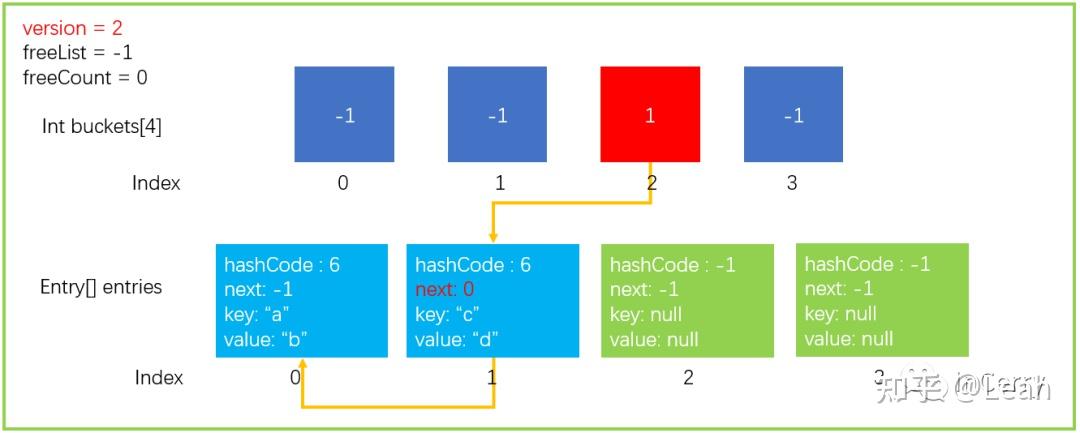 version = 2
freeList = -1
freeCount = 0
Int buckets[4]
-1
-1
1
-1
Index
0
1
2
3
Entry[] entries
hashCode : 6
next: -1
key: “a”
value: “b”
hashCode : 6
next: 0
key: “c”
value: “d”
hashCode : -1
next: -1
key: null
value: null
hashCode : -1
next: -1
key: null
value: null
Index
0
1
2
知乎 @Leah